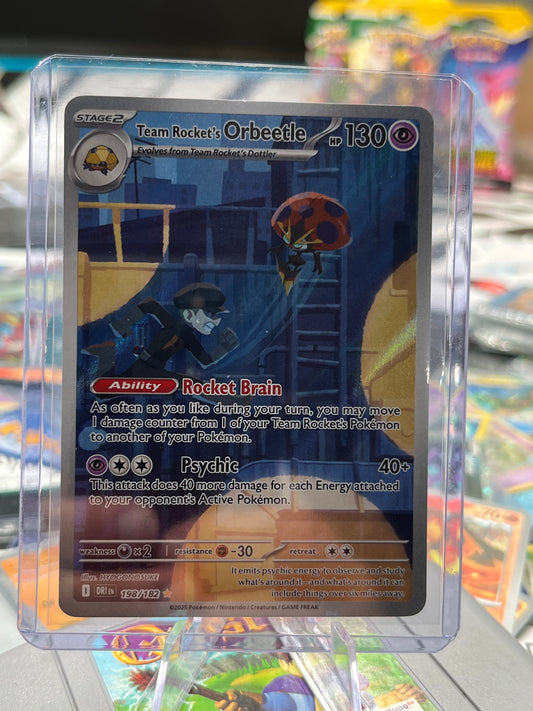 STAGE 2
Team Rocket's Orbeetle HP 130
Evolves from Team Rocket's Dottler
Ability Rocket Brain
As often as you like during your turn, you may move
1 damage counter from 1 of your Team Rocket's Pokémon
to another of your Pokémon.
Psychic 40+
This attack does 40 more damage for each Energy attached
to your opponent's Active Pokémon.
weakness ×2 resistance -30 retreat
illus. HYOGONOSUKE
It emits psychic energy to observe and study
what's around it—and what's around it can
include things over six miles away.
I DRI EN 198/182
©2025 Pokémon / Nintendo / Creatures / GAME FREAK